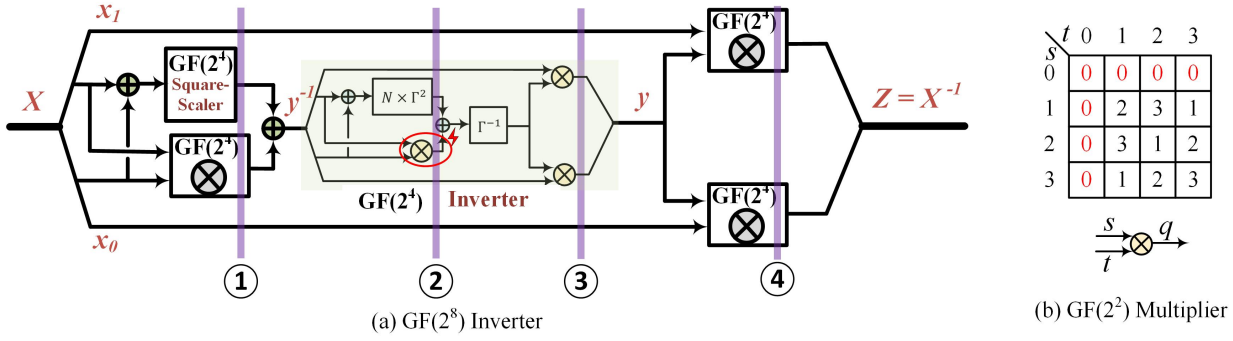 x₁
GF(2⁴)
Square-
Scaler
X
GF(2⁴)
x₀
y⁻¹
N × Γ²
Γ⁻¹
GF(2⁴) Inverter
y
GF(2⁴)
GF(2⁴)
Z = X⁻¹
① ② ③ ④
(a) GF(2⁸) Inverter
t 0 1 2 3
s
0 0 0 0 0
1 0 2 3 1
2 0 3 1 2
3 0 1 2 3
s q
t
(b) GF(2²) Multiplier